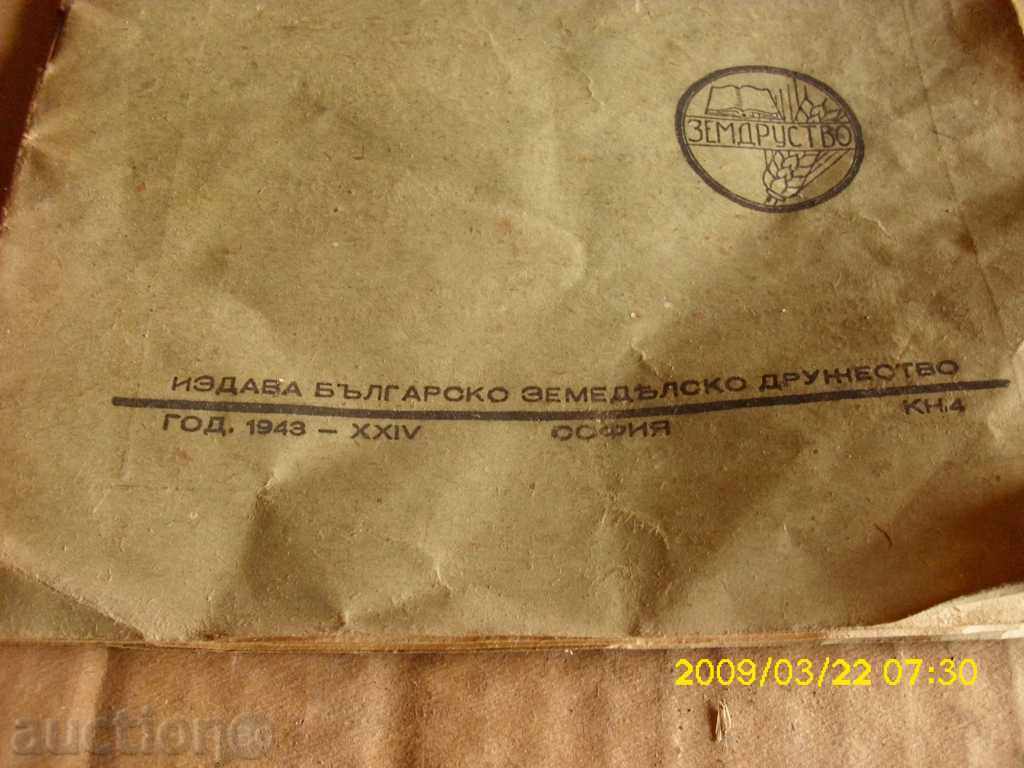 ЗЕМДРУСТВО
ИЗДАВА БЪЛГАРСКО ЗЕМЕДѢЛСКО ДРУЖЕСТВО
ГОД. 1943 – XXIV СОФИЯ КН.4
2009/03/22 07:30
auction